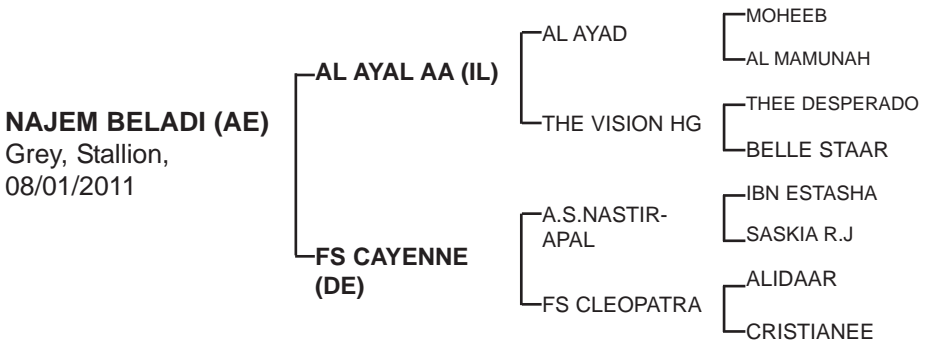 NAJEM BELADI (AE)
Grey, Stallion,
08/01/2011
AL AYAL AA (IL)
FS CAYENNE
(DE)
AL AYAD
THE VISION HG
A.S.NASTIR-
APAL
FS CLEOPATRA
MOHEEB
AL MAMUNAH
THEE DESPERADO
BELLE STAAR
IBN ESTASHA
SASKIA R.J
ALIDAAR
CRISTIANEE